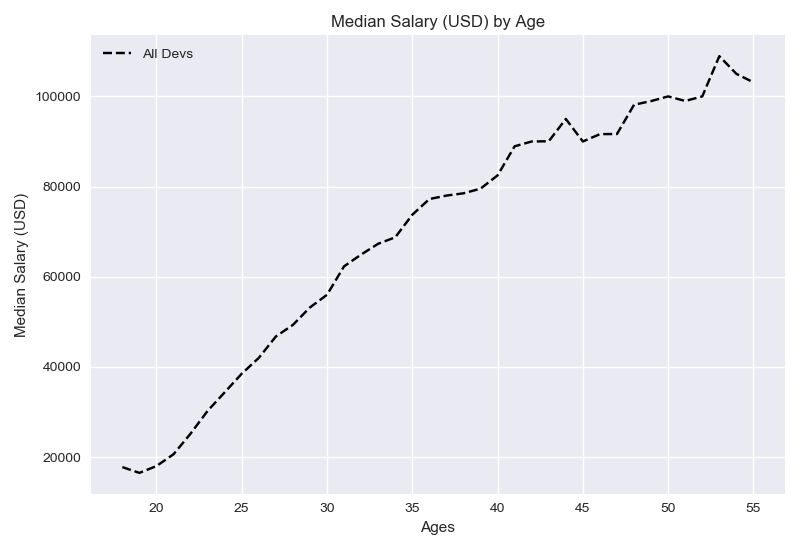 Median Salary (USD) by Age
All Devs
100000
80000
60000
40000
20000
Median Salary (USD)
20 25 30 35 40 45 50 55
Ages